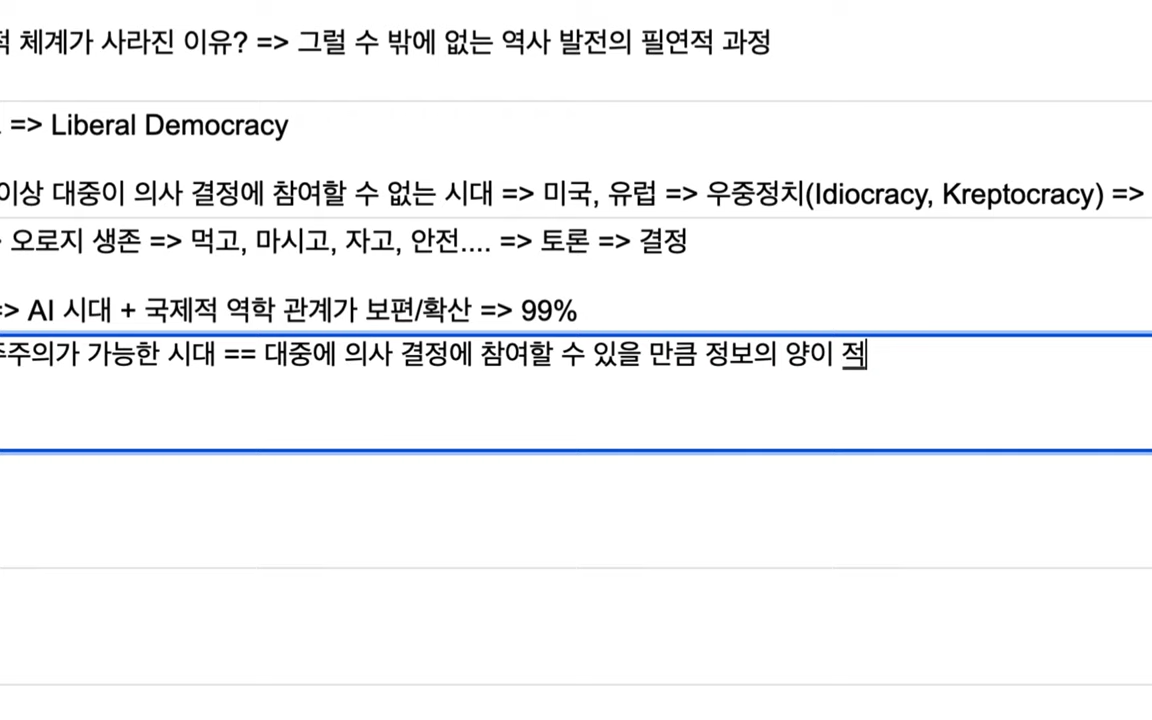 적 체계가 사라진 이유? => 그럴 수 밖에 없는 역사 발전의 필연적 과정
=> Liberal Democracy
이상 대중이 의사 결정에 참여할 수 없는 시대 => 미국, 유럽 => 우중정치(Idiocracy, Kreptocracy) =>
오로지 생존 => 먹고, 마시고, 자고, 안전.... => 토론 => 결정
=> AI 시대 + 국제적 역학 관계가 보편/확산 => 99%
주주의가 가능한 시대 == 대중에 의사 결정에 참여할 수 있을 만큼 정보의 양이 적